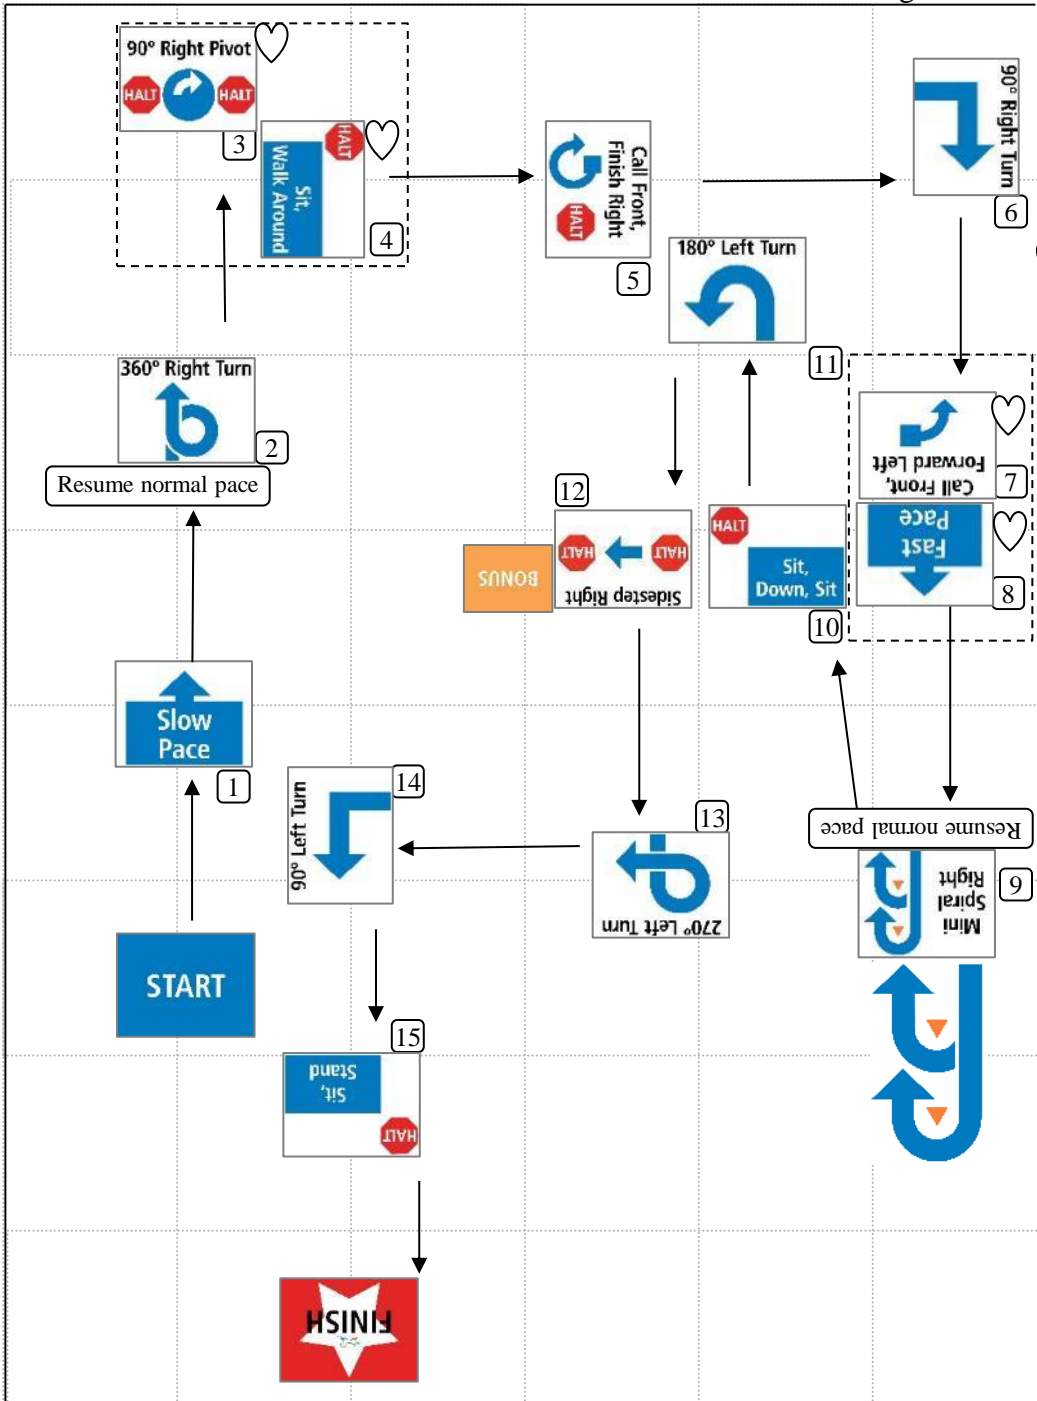 90° Right Pivot
HALT
HALT
3
HALT
Sit,
Walk Around
4
Call Front,
Finish Right
HALT
5
90° Right Turn
6
180° Left Turn
11
360° Right Turn
2
Resume normal pace
Call Front,
Forward Left
7
Fast
Pace
8
12
HALT
HALT
Sidestep Right
BONUS
HALT
Sit,
Down, Sit
10
Slow
Pace
1
14
90° Left Turn
13
270° Left Turn
Resume normal pace
Mini
Spiral
Right
9
START
15
Sit,
Stand
HALT
FINISH